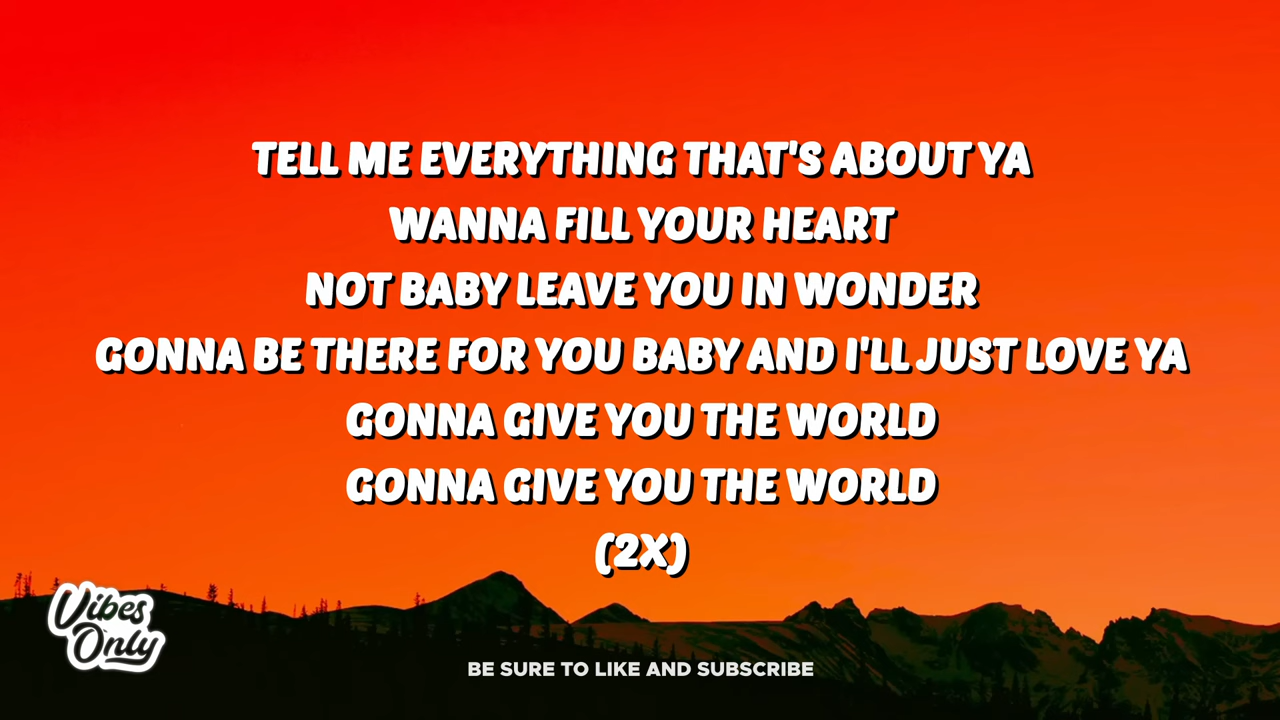 TELL ME EVERYTHING THAT'S ABOUT YA
WANNA FILL YOUR HEART
NOT BABY LEAVE YOU IN WONDER
GONNA BE THERE FOR YOU BABY AND I'LL JUST LOVE YA
GONNA GIVE YOU THE WORLD
GONNA GIVE YOU THE WORLD
(2X)
Vibes
Only
BE SURE TO LIKE AND SUBSCRIBE